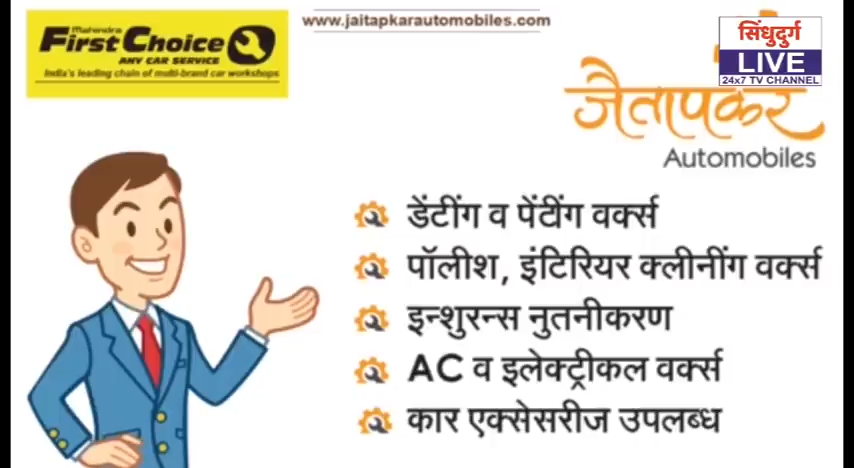 Mahindra
First Choice
ANY CAR SERVICE
India's leading chain of multi-brand car workshops
www.jaitapkarautomobiles.com
सिंधुदुर्ग
LIVE
24x7 TV CHANNEL
जैतापकर
Automobiles
डेंटींग व पेंटींग वर्क्स
पॉलीश, इंटिरियर क्लीनींग वर्क्स
इन्शुरन्स नुतनीकरण
AC व इलेक्ट्रीकल वर्क्स
कार एक्सेसरीज उपलब्ध